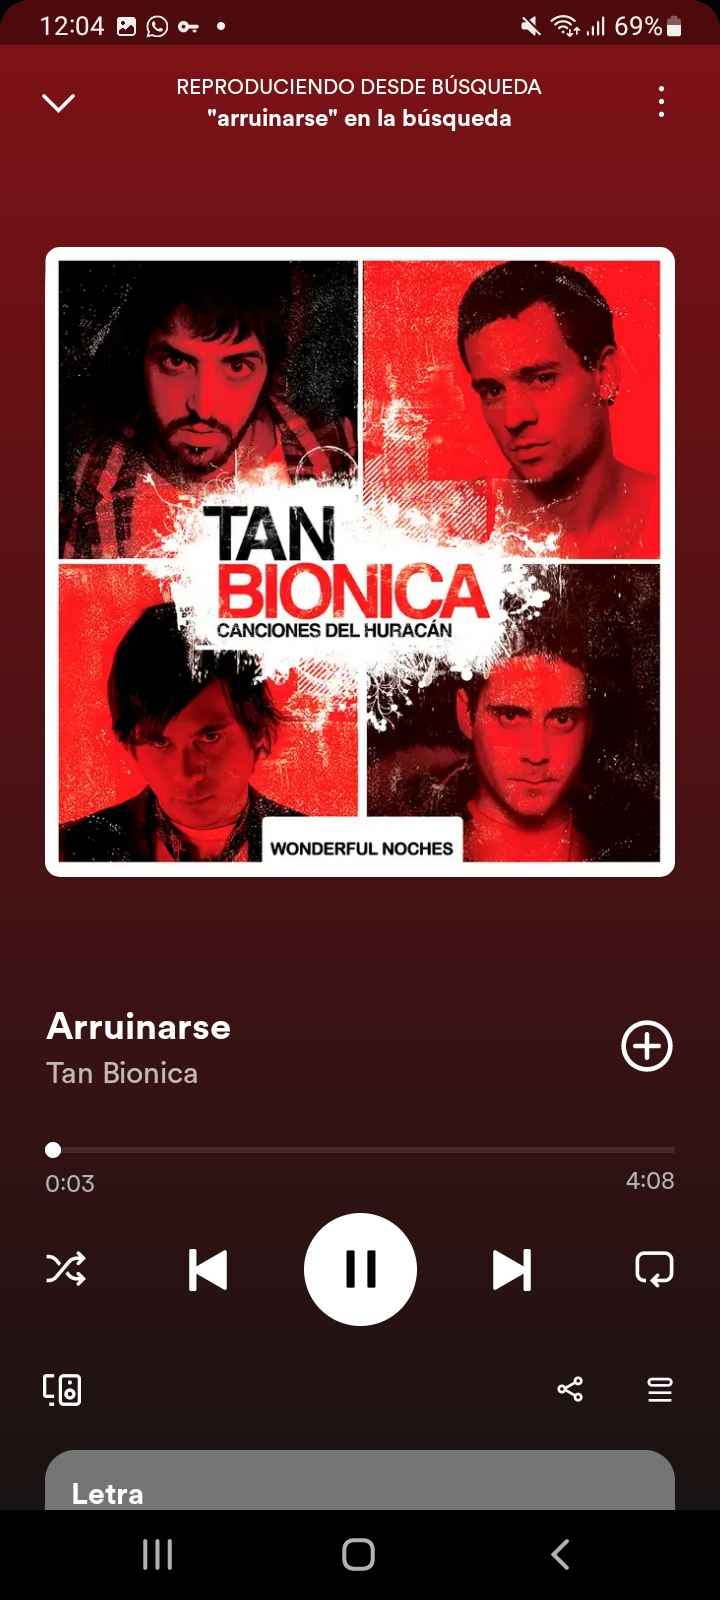 12:04
69%
REPRODUCIENDO DESDE BÚSQUEDA
"arruinarse" en la búsqueda
TAN
BIONICA
CANCIONES DEL HURACÁN
WONDERFUL NOCHES
Arruinarse
Tan Bionica
0:03
4:08
Letra